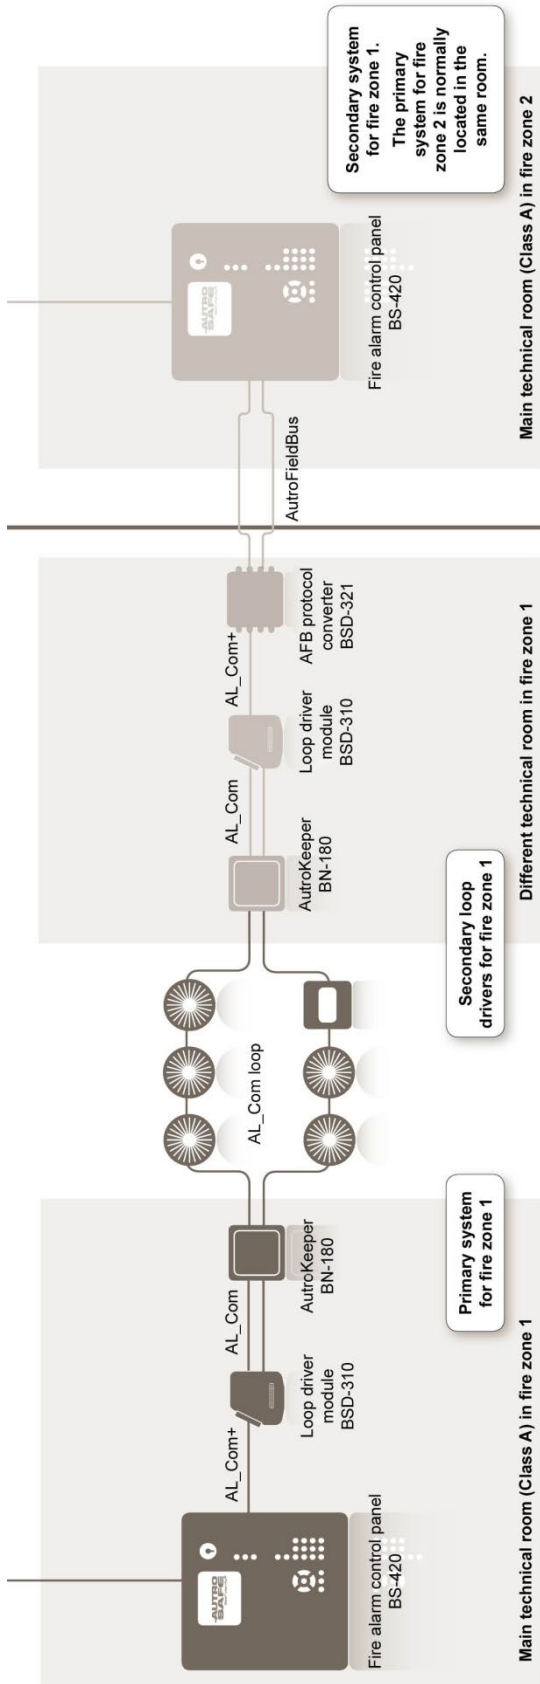 AUTRO
SAFE
Fire alarm control panel
BS-420
AL_Com+
Loop driver
module
BSD-310
AL_Com
AutroKeeper
BN-180
Primary system
for fire zone 1
Main technical room (Class A) in fire zone 1
AL_Com loop
AutroKeeper
BN-180
AL_Com
Loop driver
module
BSD-310
AL_Com+
AFB protocol
converter
BSD-321
Secondary loop
drivers for fire zone 1
Different technical room in fire zone 1
AutroFieldBus
AUTRO
SAFE
Fire alarm control panel
BS-420
Secondary system
for fire zone 1.
The primary
system for fire
zone 2 is normally
located in the
same room.
Main technical room (Class A) in fire zone 2